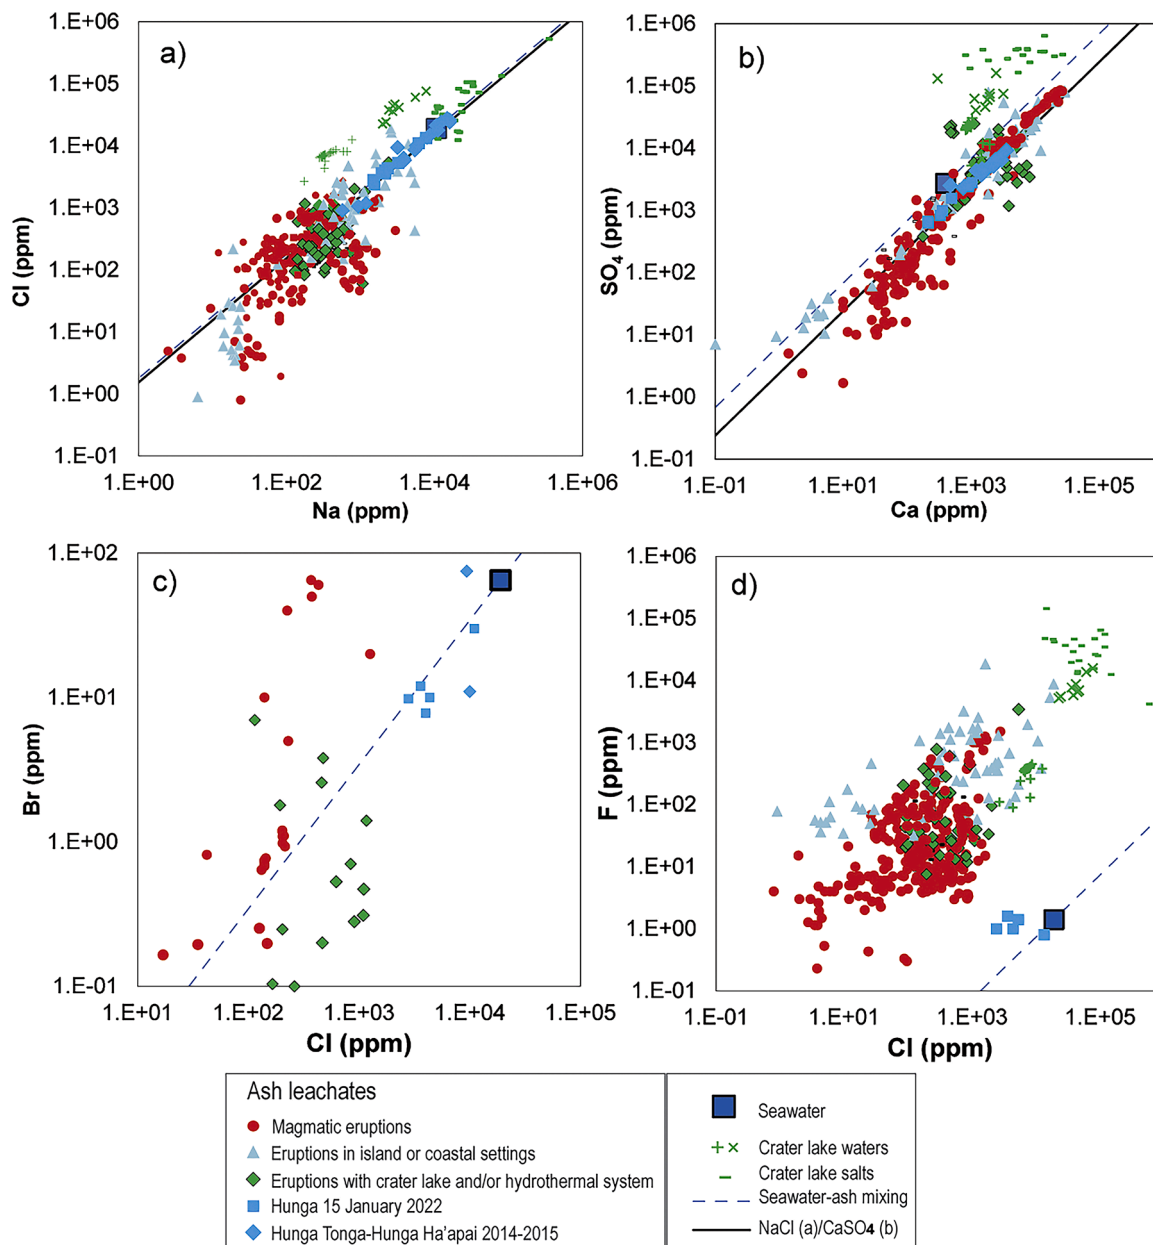 a)
1.E+06
1.E+05
1.E+04
1.E+03
1.E+02
1.E+01
1.E+00
1.E-01
Cl (ppm)
1.E+00 1.E+02 1.E+04 1.E+06
Na (ppm)
b)
1.E+06
1.E+05
1.E+04
1.E+03
1.E+02
1.E+01
1.E+00
1.E-01
SO4 (ppm)
1.E-01 1.E+01 1.E+03 1.E+05
Ca (ppm)
c)
1.E+02
1.E+01
1.E+00
1.E-01
Br (ppm)
1.E+01 1.E+02 1.E+03 1.E+04 1.E+05
Cl (ppm)
d)
1.E+06
1.E+05
1.E+04
1.E+03
1.E+02
1.E+01
1.E+00
1.E-01
F (ppm)
1.E-01 1.E+01 1.E+03 1.E+05
Cl (ppm)
Ash leachates
Magmatic eruptions
Eruptions in island or coastal settings
Eruptions with crater lake and/or hydrothermal system
Hunga 15 January 2022
Hunga Tonga-Hunga Ha'apai 2014-2015
Seawater
Crater lake waters
Crater lake salts
Seawater-ash mixing
NaCl (a)/CaSO4 (b)